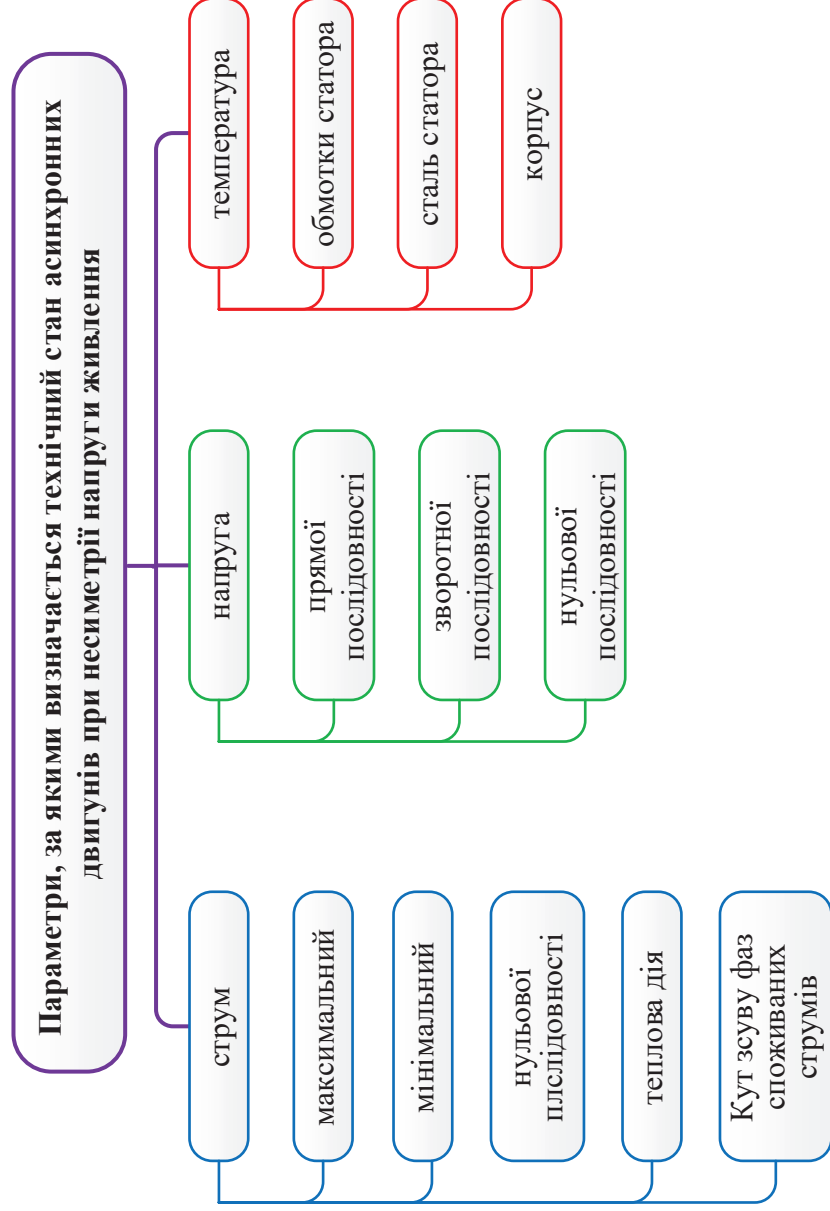 Параметри, за якими визначається технічний стан асинхронних
двигунів при несиметрії напруги живлення
струм
максимальний
мінімальний
нульової
плслідовності
теплова дія
Кут зсуву фаз
споживаних
струмів
напруга
прямої
послідовності
зворотної
послідовності
нульової
послідовності
температура
обмотки статора
сталь статора
корпус